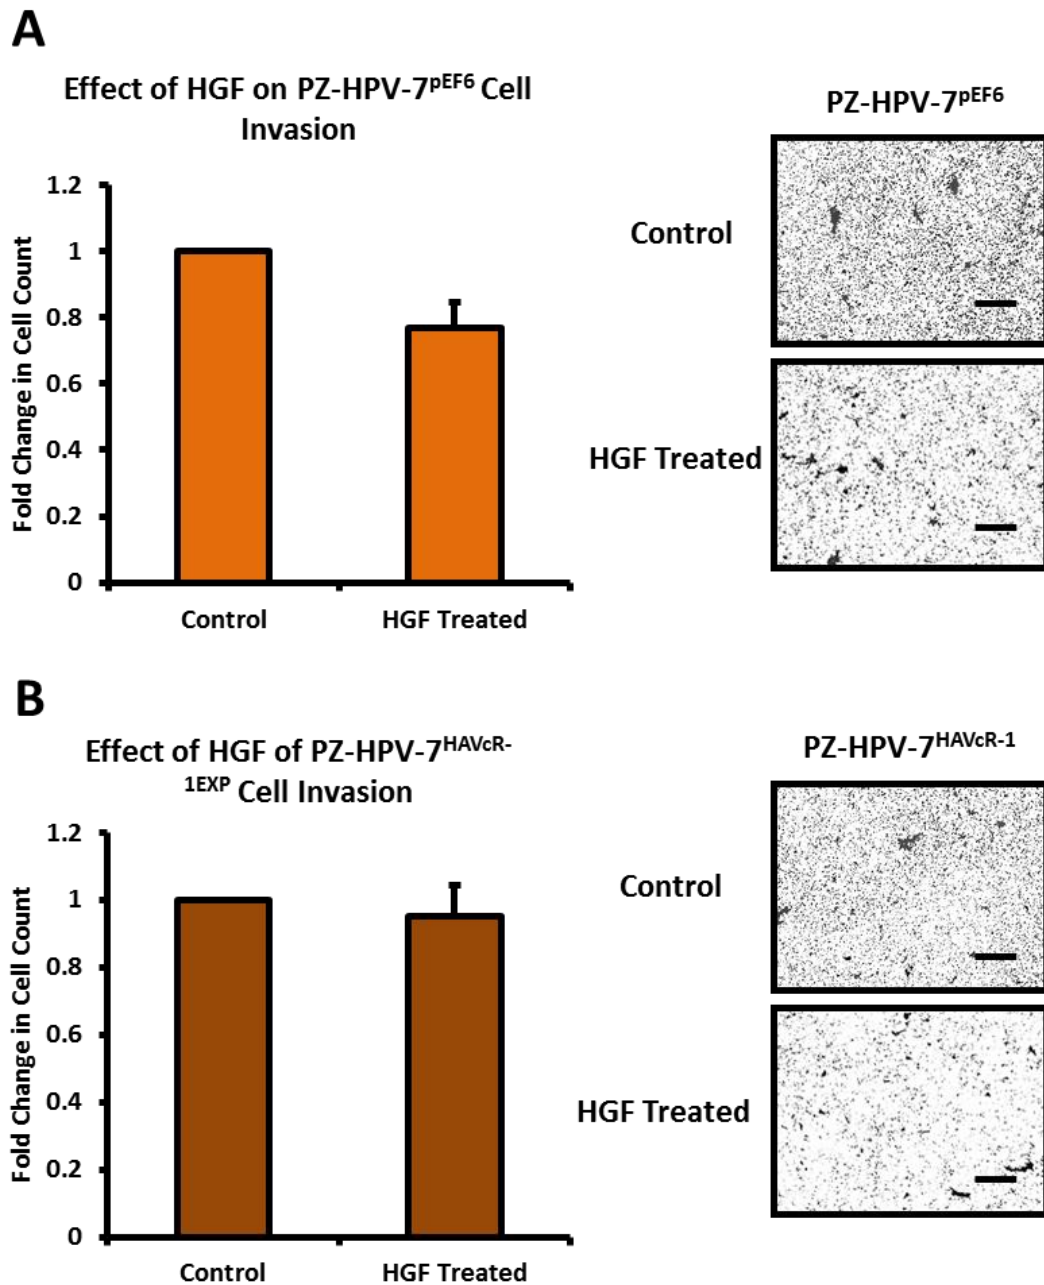 A
Effect of HGF on PZ-HPV-7pEF6 Cell
Invasion
PZ-HPV-7pEF6
Fold Change in Cell Count
1.2
1
0.8
0.6
0.4
0.2
0
Control
HGF Treated
Control
HGF Treated
B
Effect of HGF of PZ-HPV-7HAVcR-
1EXP Cell Invasion
PZ-HPV-7HAVcR-1
Fold Change in Cell Count
1.2
1
0.8
0.6
0.4
0.2
0
Control
HGF Treated
Control
HGF Treated